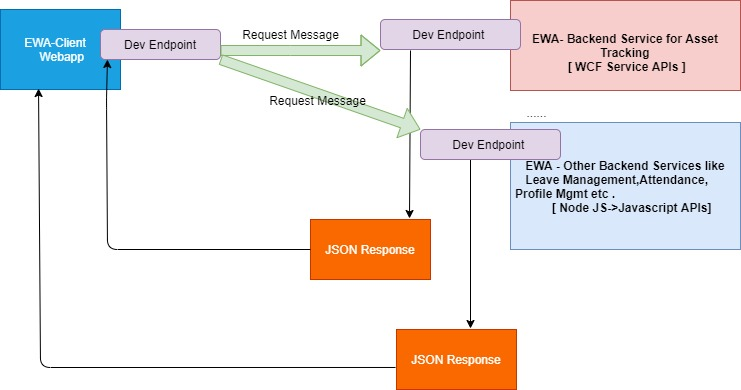 EWA-Client
Webapp
Dev Endpoint
Request Message
Request Message
Dev Endpoint
EWA- Backend Service for Asset
Tracking
[ WCF Service APIs ]
......
Dev Endpoint
EWA - Other Backend Services like
Leave Management,Attendance,
Profile Mgmt etc .
[ Node JS->Javascript APIs]
JSON Response
JSON Response